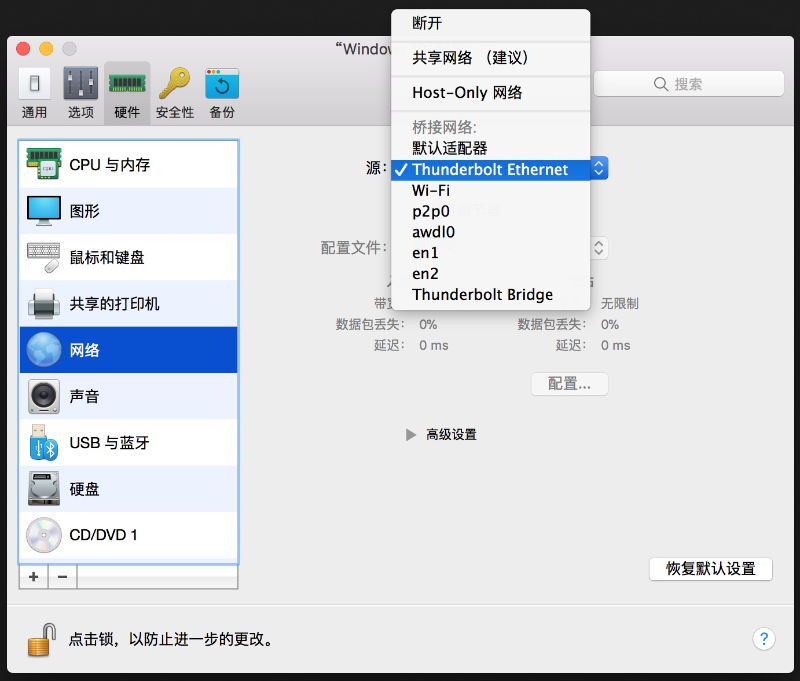 断开
“Window
共享网络 （建议）
Host-Only 网络
桥接网络:
默认适配器
Thunderbolt Ethernet
Wi-Fi
p2p0
awdl0
en1
en2
Thunderbolt Bridge
通用
选项
硬件
安全性
备份
搜索
CPU 与内存
图形
鼠标和键盘
共享的打印机
网络
声音
USB 与蓝牙
硬盘
CD/DVD 1
源:
配置文件:
无限制
数据包丢失: 0% 数据包丢失: 0%
延迟: 0 ms 延迟: 0 ms
配置...
高级设置
恢复默认设置
点击锁，以防止进一步的更改。